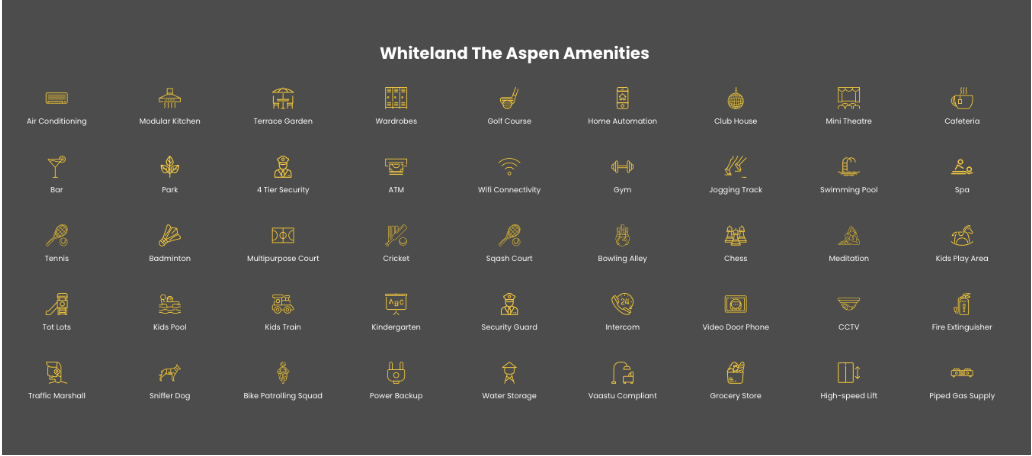 Whiteland The Aspen Amenities
Air Conditioning
Modular Kitchen
Terrace Garden
Wardrobes
Golf Course
Home Automation
Club House
Mini Theatre
Cafeteria
Bar
Park
4 Tier Security
ATM
Wifi Connectivity
Gym
Jogging Track
Swimming Pool
Spa
Tennis
Badminton
Multipurpose Court
Cricket
Sqash Court
Bowling Alley
Chess
Meditation
Kids Play Area
Tot Lots
Kids Pool
Kids Train
ABC
Kindergarten
Security Guard
24
Intercom
Video Door Phone
CCTV
Fire Extinguisher
Traffic Marshall
Sniffer Dog
Bike Patrolling Squad
Power Backup
Water Storage
Vaastu Compliant
Grocery Store
High-speed Lift
Piped Gas Supply